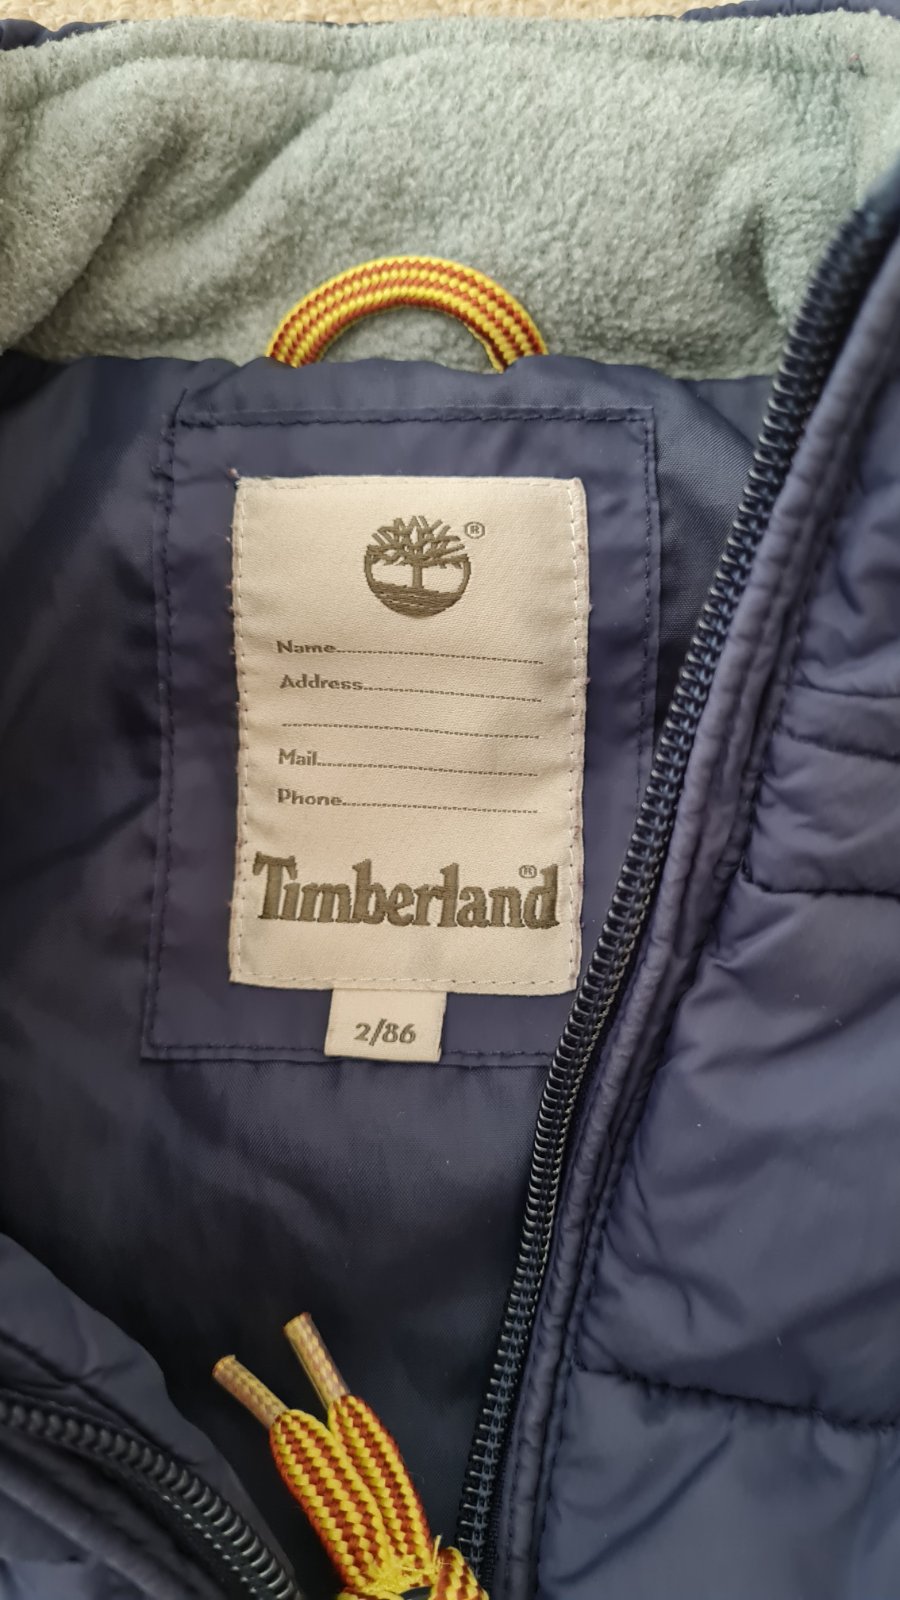 ®
Name
Address
Mail
Phone
Timberland®
2/86